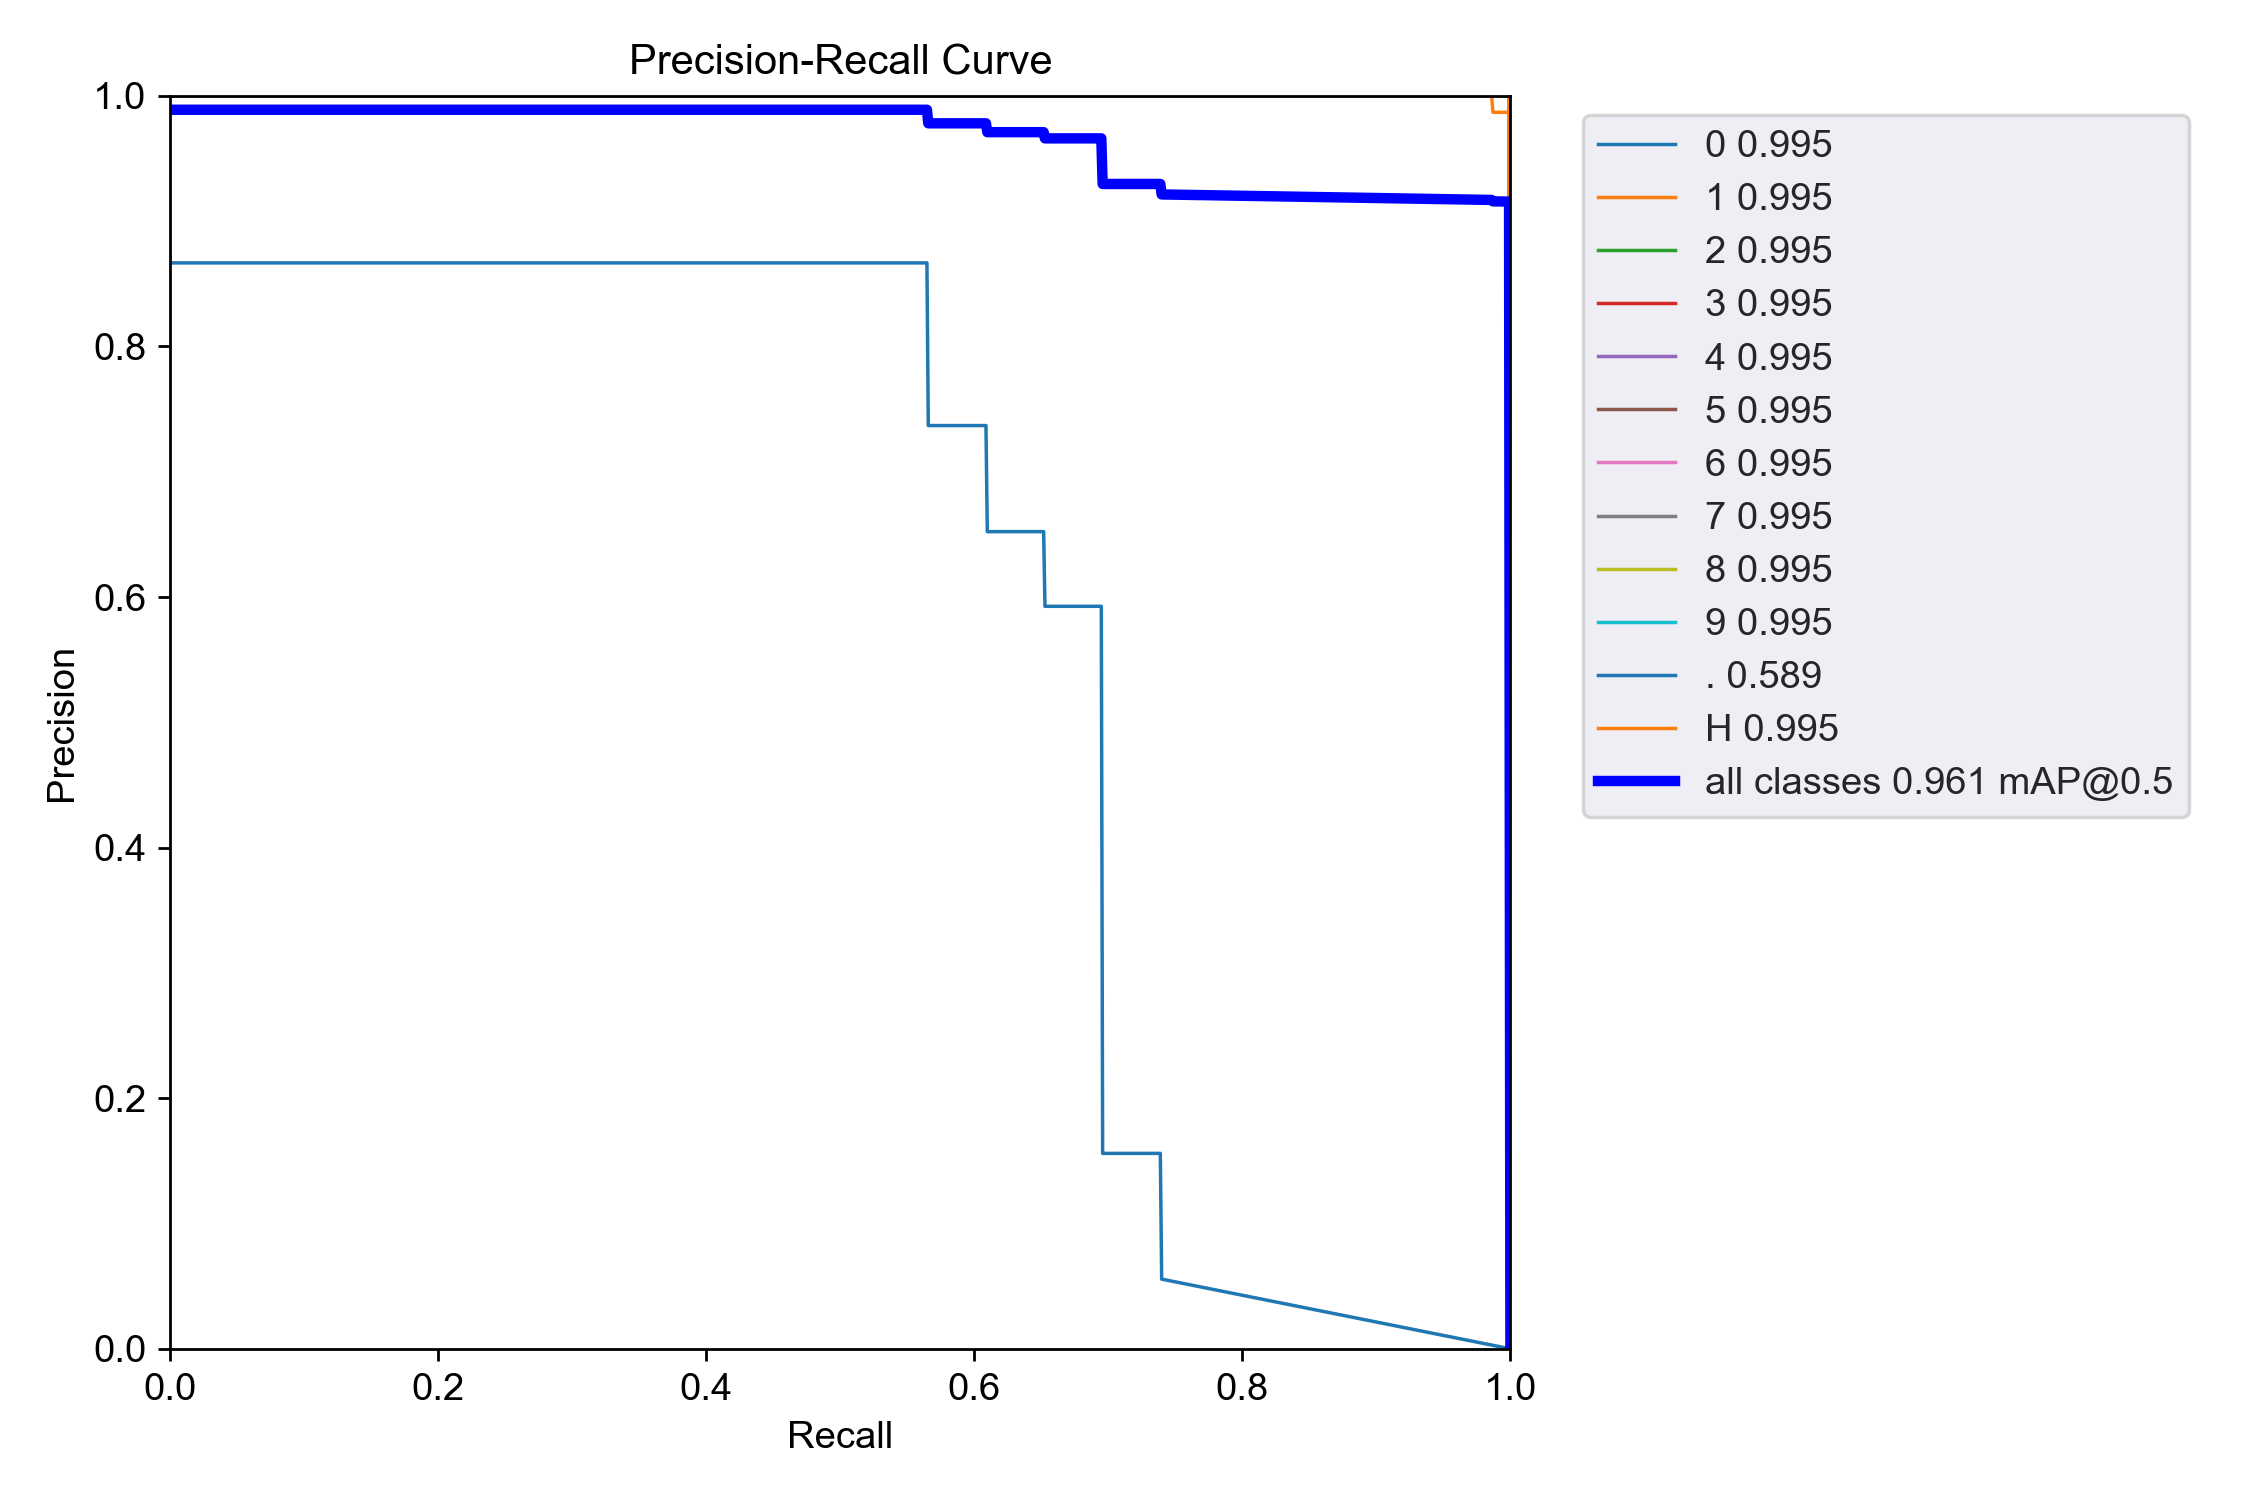 Precision-Recall Curve
1.0
0.8
0.6
0.4
0.2
0.0
Precision
0.0 0.2 0.4 0.6 0.8 1.0
Recall
0 0.995
1 0.995
2 0.995
3 0.995
4 0.995
5 0.995
6 0.995
7 0.995
8 0.995
9 0.995
. 0.589
H 0.995
all classes 0.961 mAP@0.5